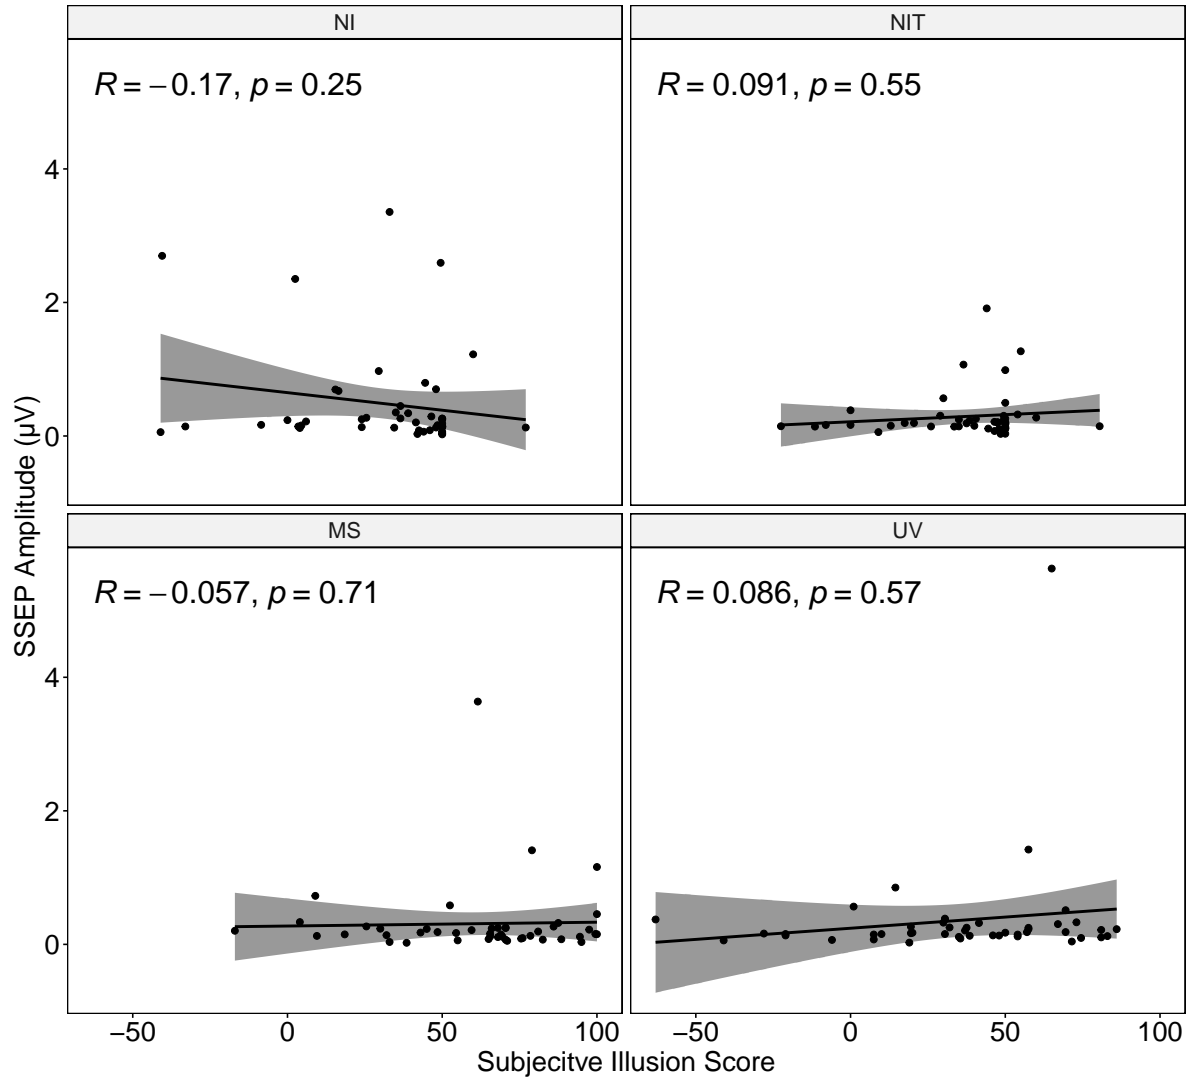 NI
NIT
R = −0.17, p = 0.25
R = 0.091, p = 0.55
4
2
0
MS
UV
R = −0.057, p = 0.71
R = 0.086, p = 0.57
4
2
0
SSEP Amplitude (μV)
−50 0 50 100 −50 0 50 100
Subjecitve Illusion Score